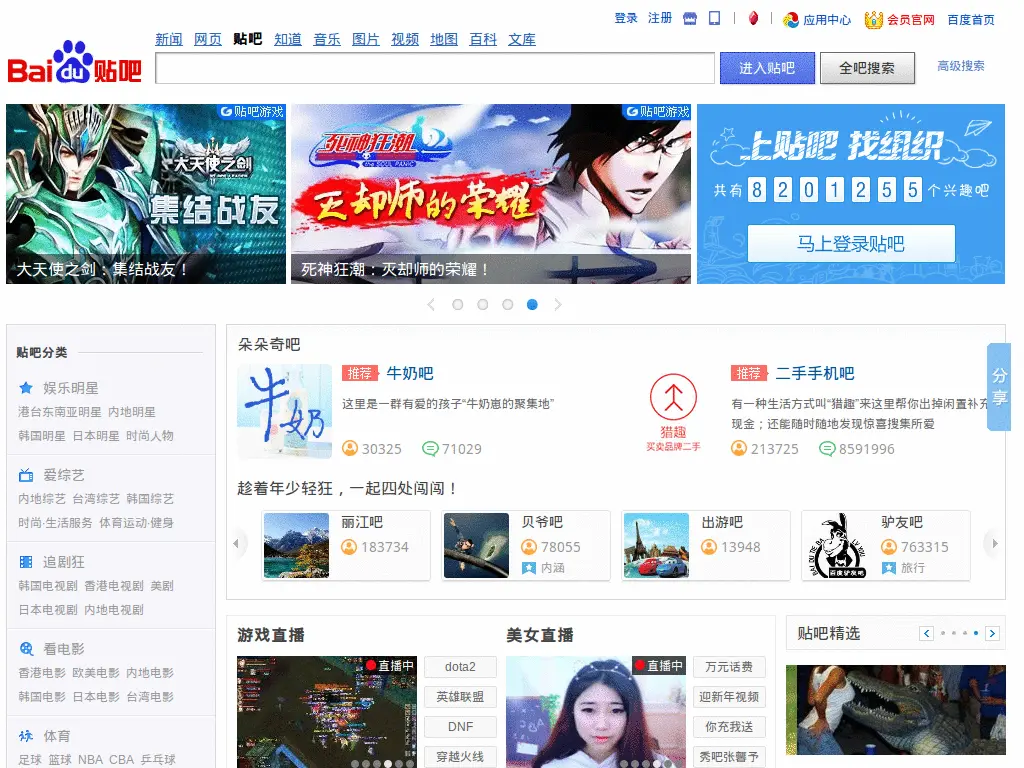 登录 注册 应用中心 会员官网 百度首页
新闻 网页 贴吧 知道 音乐 图片 视频 地图 百科 文库
Bai du 贴吧
进入贴吧 全吧搜索 高级搜索
贴吧游戏
大天使之剑
集结战友
大天使之剑：集结战友！
贴吧游戏
死神狂潮
灭却师的荣耀
死神狂潮：灭却师的荣耀！
上贴吧 找组织
共有 8 2 0 1 2 5 5 个兴趣吧
马上登录贴吧
分享
贴吧分类
娱乐明星
港台东南亚明星 内地明星
韩国明星 日本明星 时尚人物
爱综艺
内地综艺 台湾综艺 韩国综艺
时尚·生活服务 体育运动·健身
追剧狂
韩国电视剧 香港电视剧 美剧
日本电视剧 内地电视剧
看电影
香港电影 欧美电影 内地电影
韩国电影 日本电影 台湾电影
体育
足球 篮球 NBA CBA 乒乓球
朵朵奇吧
牛奶
推荐 牛奶吧
这里是一群有爱的孩子“牛奶崽的聚集地”
30325 71029
猎趣
买卖品牌二手
推荐 二手手机吧
有一种生活方式叫“猎趣”来这里帮你出掉闲置补充
现金；还能随时随地发现惊喜搜集所爱
213725 8591996
趁着年少轻狂，一起四处闯闯！
丽江吧
183734
贝爷吧
78055
内涵
出游吧
13948
驴友吧
763315
旅行
百度驴友吧
游戏直播
直播中
dota2
英雄联盟
DNF
穿越火线
美女直播
直播中
万元话费
迎新年视频
你充我送
秀吧张馨予
贴吧精选